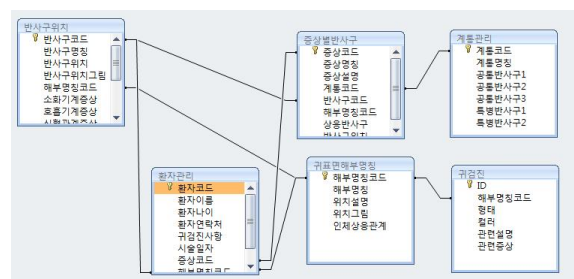 반사구위치
반사구코드
반사구명칭
반사구위치
반사구위치그림
해부명칭코드
소화기계증상
호흡기계증상
증상별반사구
증상코드
증상명칭
증상설명
계통코드
반사구코드
해부명칭코드
상응반사구
반사구위치
계통관리
계통코드
계통명칭
공통반사구1
공통반사구2
공통반사구3
특별반사구1
특별반사구2
환자관리
환자코드
환자이름
환자나이
환자연락처
귀검진사항
시술일자
증상코드
해부명칭코드
귀표면해부명칭
해부명칭코드
해부명칭
위치설명
위치그림
인체상응관계
귀검진
ID
해부명칭코드
형태
컬러
관련설명
관련증상